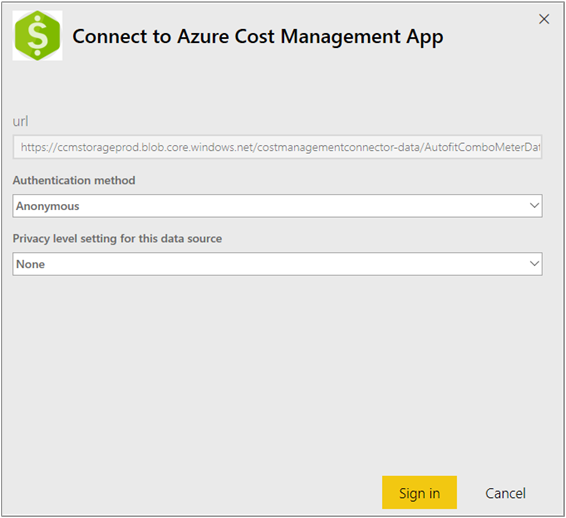 Connect to Azure Cost Management App
url
https://ccmstorageprod.blob.core.windows.net/costmanagementconnector-data/AutofitComboMeterDat
Authentication method
Anonymous
Privacy level setting for this data source
None
Sign in Cancel